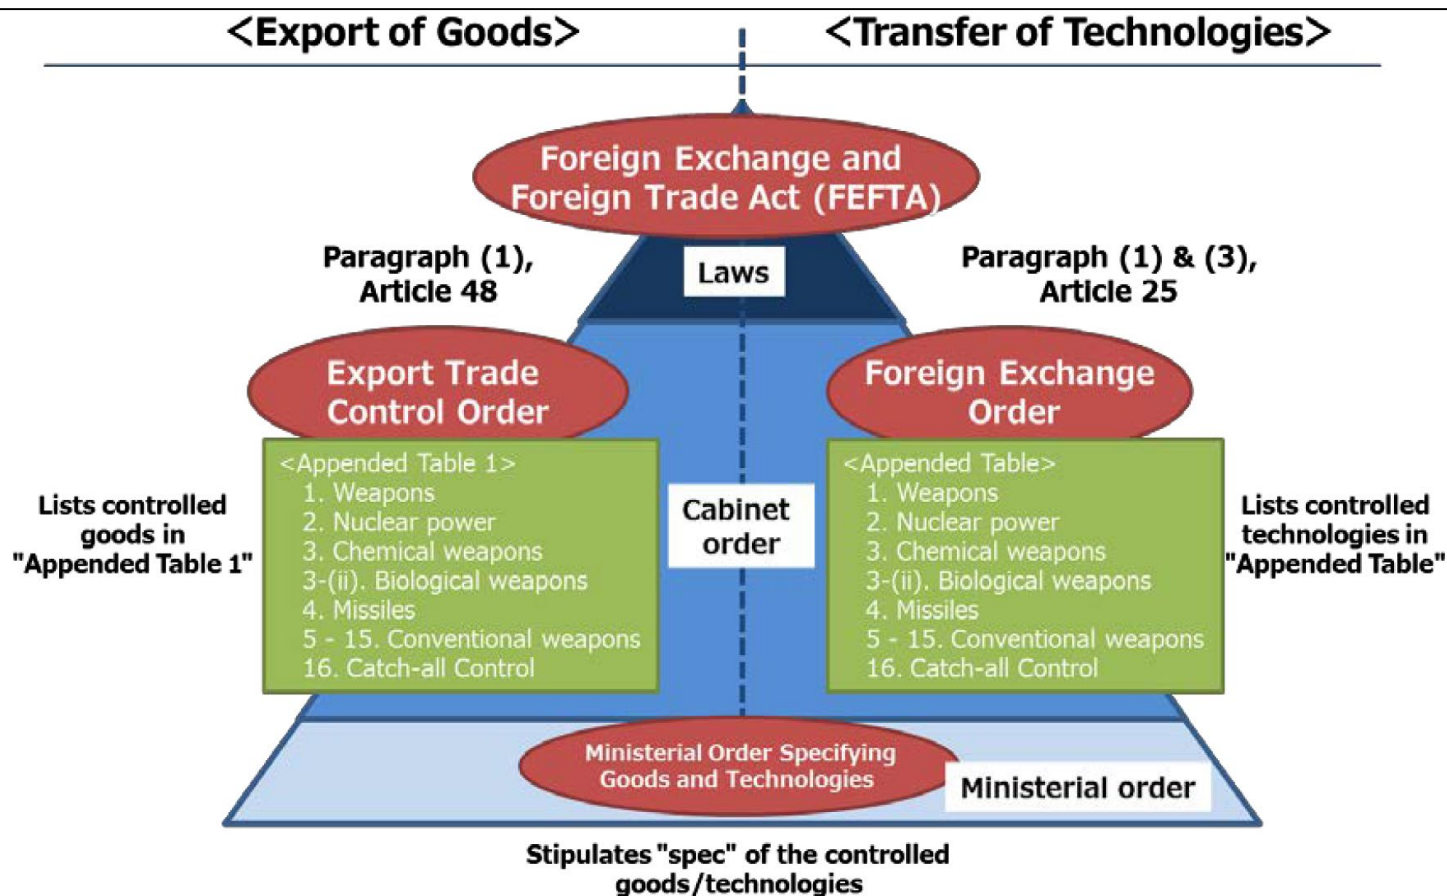 <Export of Goods>
<Transfer of Technologies>
Foreign Exchange and
Foreign Trade Act (FEFTA)
Paragraph (1),
Article 48
Laws
Paragraph (1) & (3),
Article 25
Export Trade
Control Order
Foreign Exchange
Order
Lists controlled
goods in
"Appended Table 1"
<Appended Table 1>
1. Weapons
2. Nuclear power
3. Chemical weapons
3-(ii). Biological weapons
4. Missiles
5 - 15. Conventional weapons
16. Catch-all Control
Cabinet
order
<Appended Table>
1. Weapons
2. Nuclear power
3. Chemical weapons
3-(ii). Biological weapons
4. Missiles
5 - 15. Conventional weapons
16. Catch-all Control
Lists controlled
technologies in
"Appended Table"
Ministerial Order Specifying
Goods and Technologies
Ministerial order
Stipulates "spec" of the controlled
goods/technologies